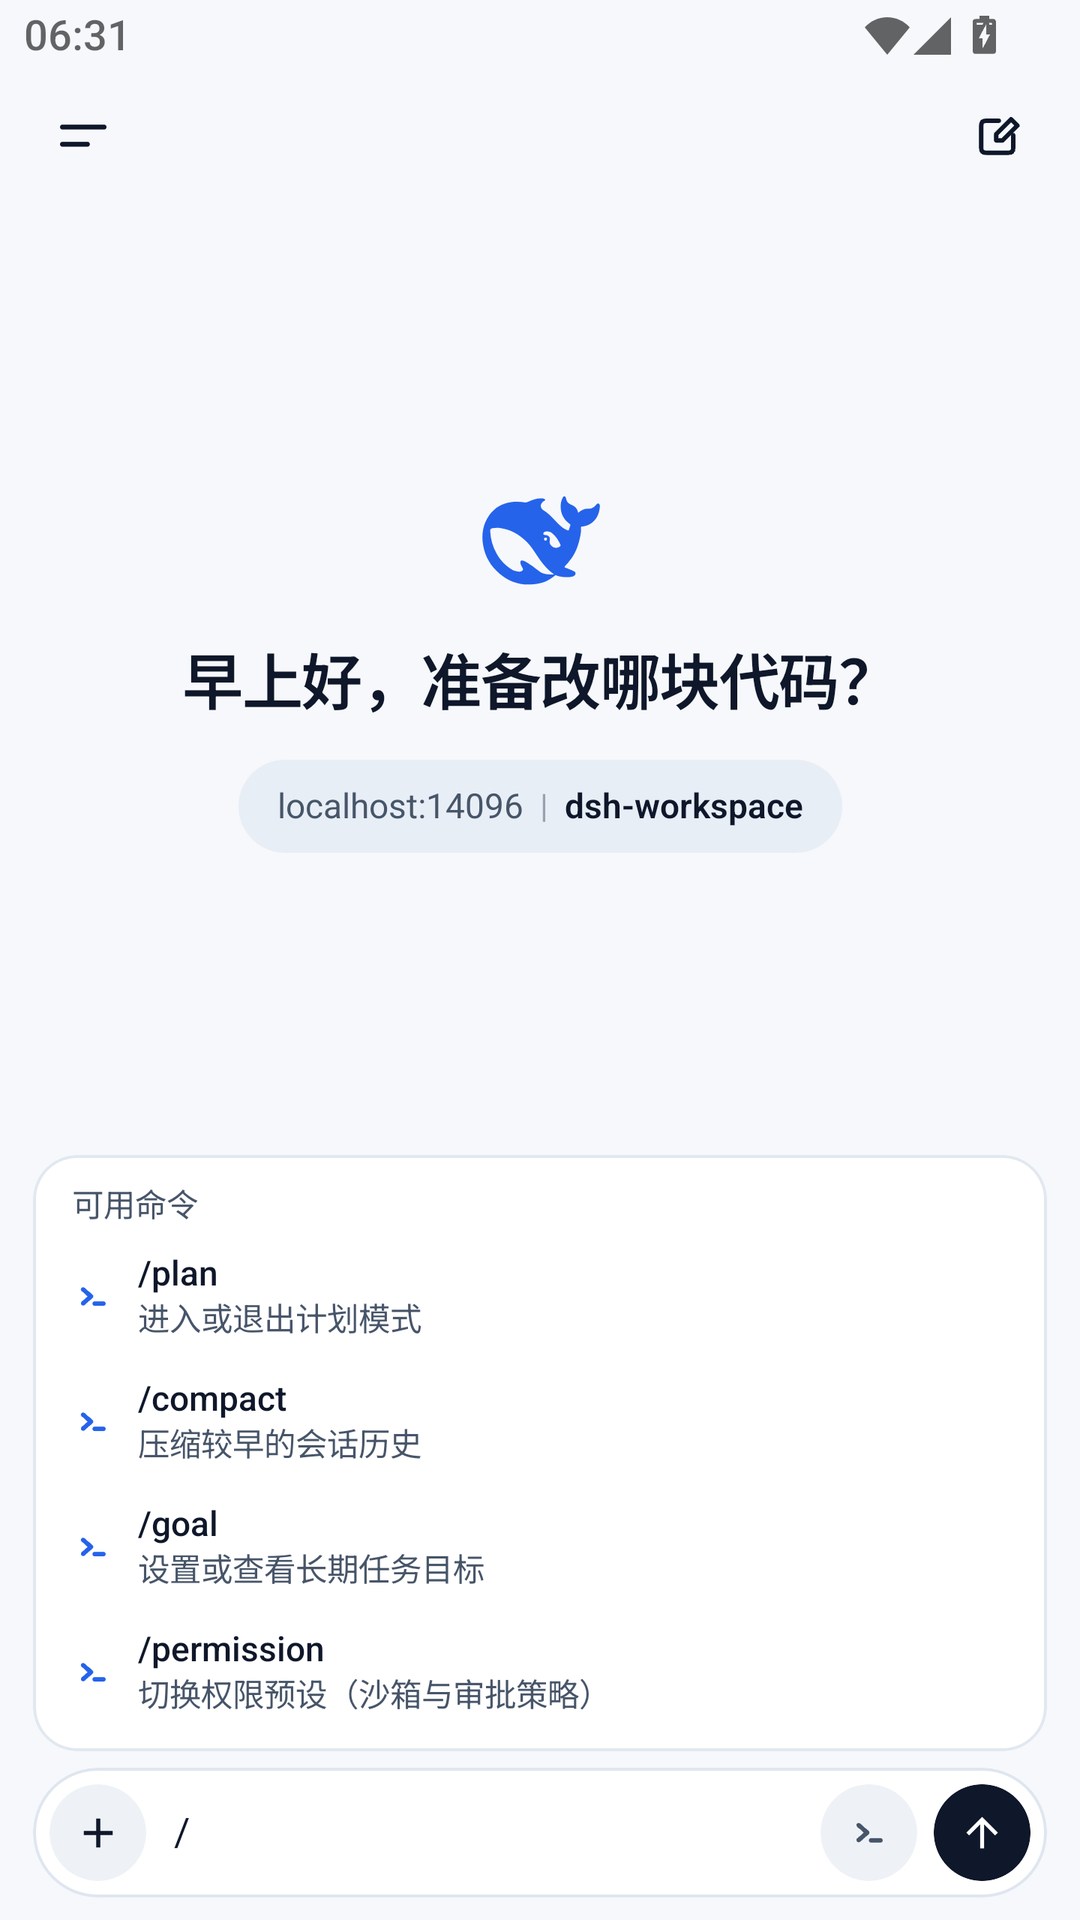 06:31
早上好，准备改哪块代码？
localhost:14096 | dsh-workspace
可用命令
/plan
进入或退出计划模式
/compact
压缩较早的会话历史
/goal
设置或查看长期任务目标
/permission
切换权限预设（沙箱与审批策略）
/